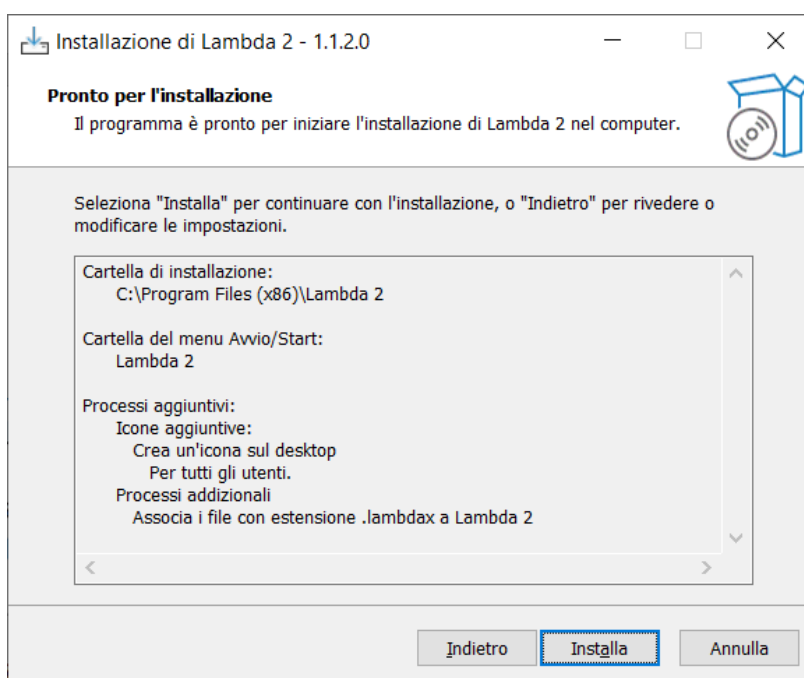 Installazione di Lambda 2 - 1.1.2.0
Pronto per l'installazione
Il programma è pronto per iniziare l'installazione di Lambda 2 nel computer.
Seleziona "Installa" per continuare con l'installazione, o "Indietro" per rivedere o
modificare le impostazioni.
Cartella di installazione:
C:\Program Files (x86)\Lambda 2
Cartella del menu Avvio/Start:
Lambda 2
Processi aggiuntivi:
Icone aggiuntive:
Crea un'icona sul desktop
Per tutti gli utenti.
Processi addizionali
Associa i file con estensione .lambdax a Lambda 2
Indietro
Installa
Annulla